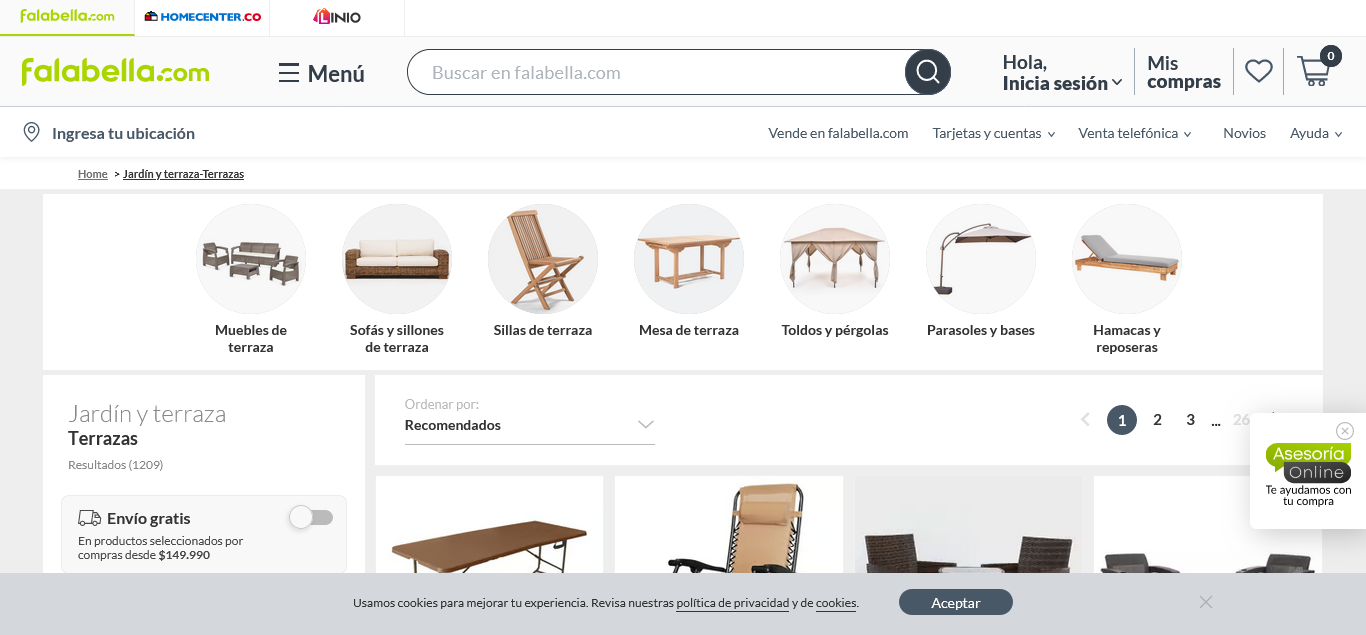 falabella.com
HOMECENTER.CO
LINIO
falabella.com
Menú
Buscar en falabella.com
Hola,
Inicia sesión
Mis
compras
0
Ingresa tu ubicación
Vende en falabella.com
Tarjetas y cuentas
Venta telefónica
Novios
Ayuda
Home > Jardín y terraza-Terrazas
Muebles de
terraza
Sofás y sillones
de terraza
Sillas de terraza
Mesa de terraza
Toldos y pérgolas
Parasoles y bases
Hamacas y
reposeras
Jardín y terraza
Terrazas
Resultados (1209)
Envío gratis
En productos seleccionados por
compras desde $149.990
Ordenar por:
Recomendados
1 2 3 ... 26
Asesoría
Online
Te ayudamos con
tu compra
Usamos cookies para mejorar tu experiencia. Revisa nuestras política de privacidad y de cookies.
Aceptar